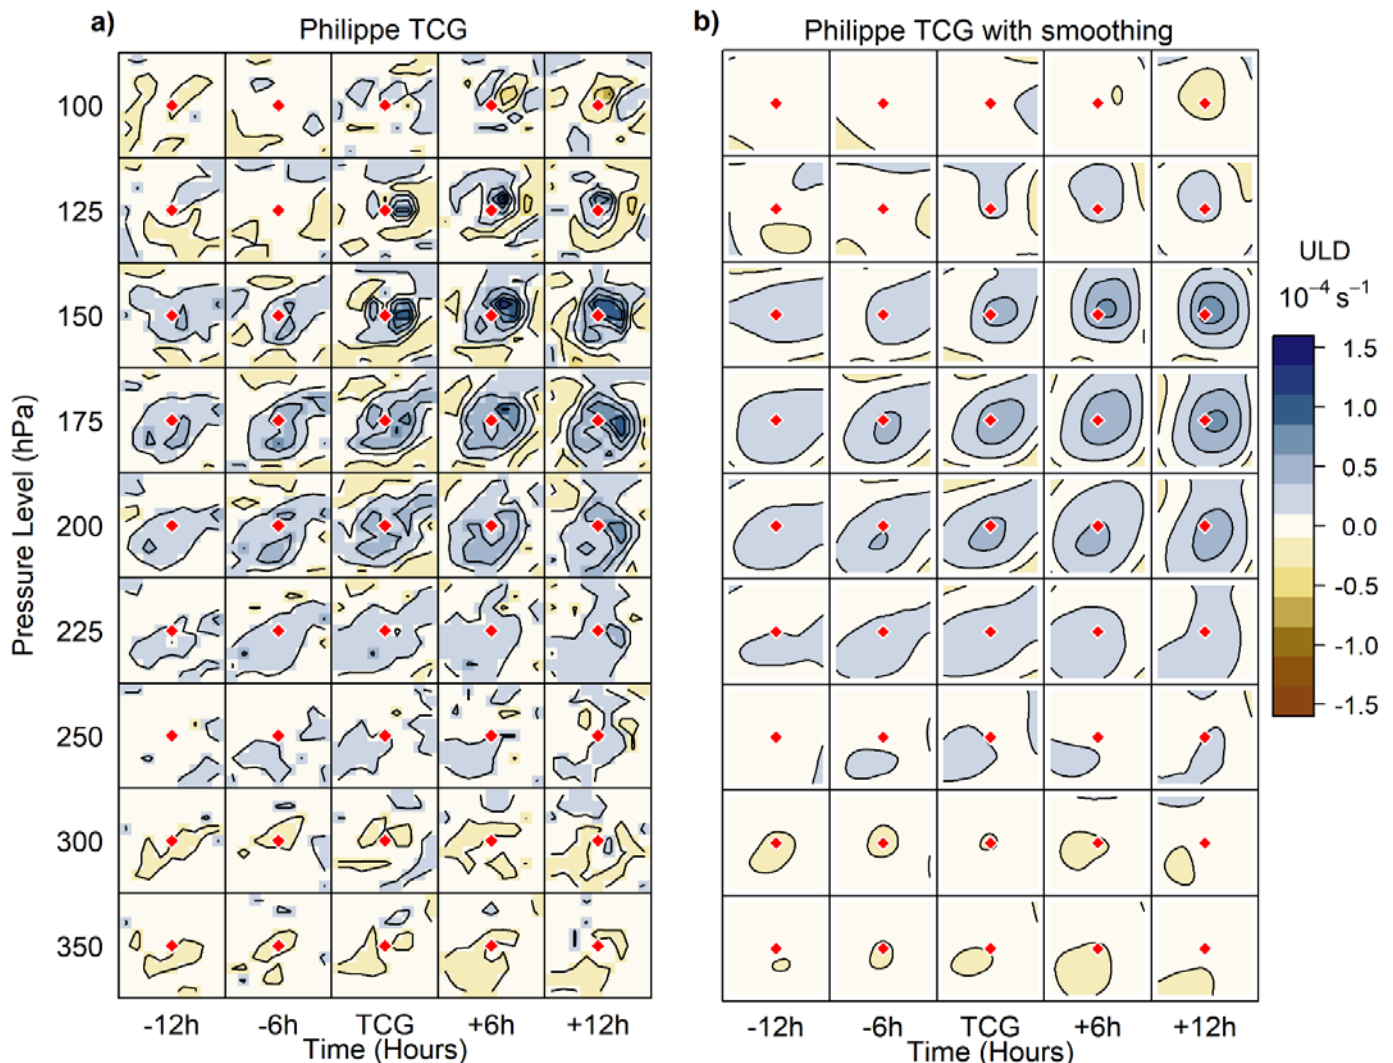 a)
Philippe TCG
b)
Philippe TCG with smoothing
Pressure Level (hPa)
100
125
150
175
200
225
250
300
350
-12h
-6h
TCG
+6h
+12h
Time (Hours)
-12h
-6h
TCG
+6h
+12h
Time (Hours)
ULD
10⁻⁴ s⁻¹
1.5
1.0
0.5
0.0
-0.5
-1.0
-1.5